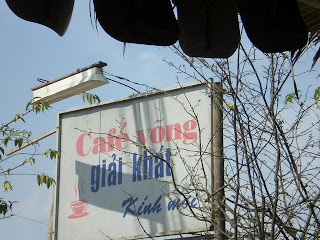 Café võng
giải khát
Kính mời